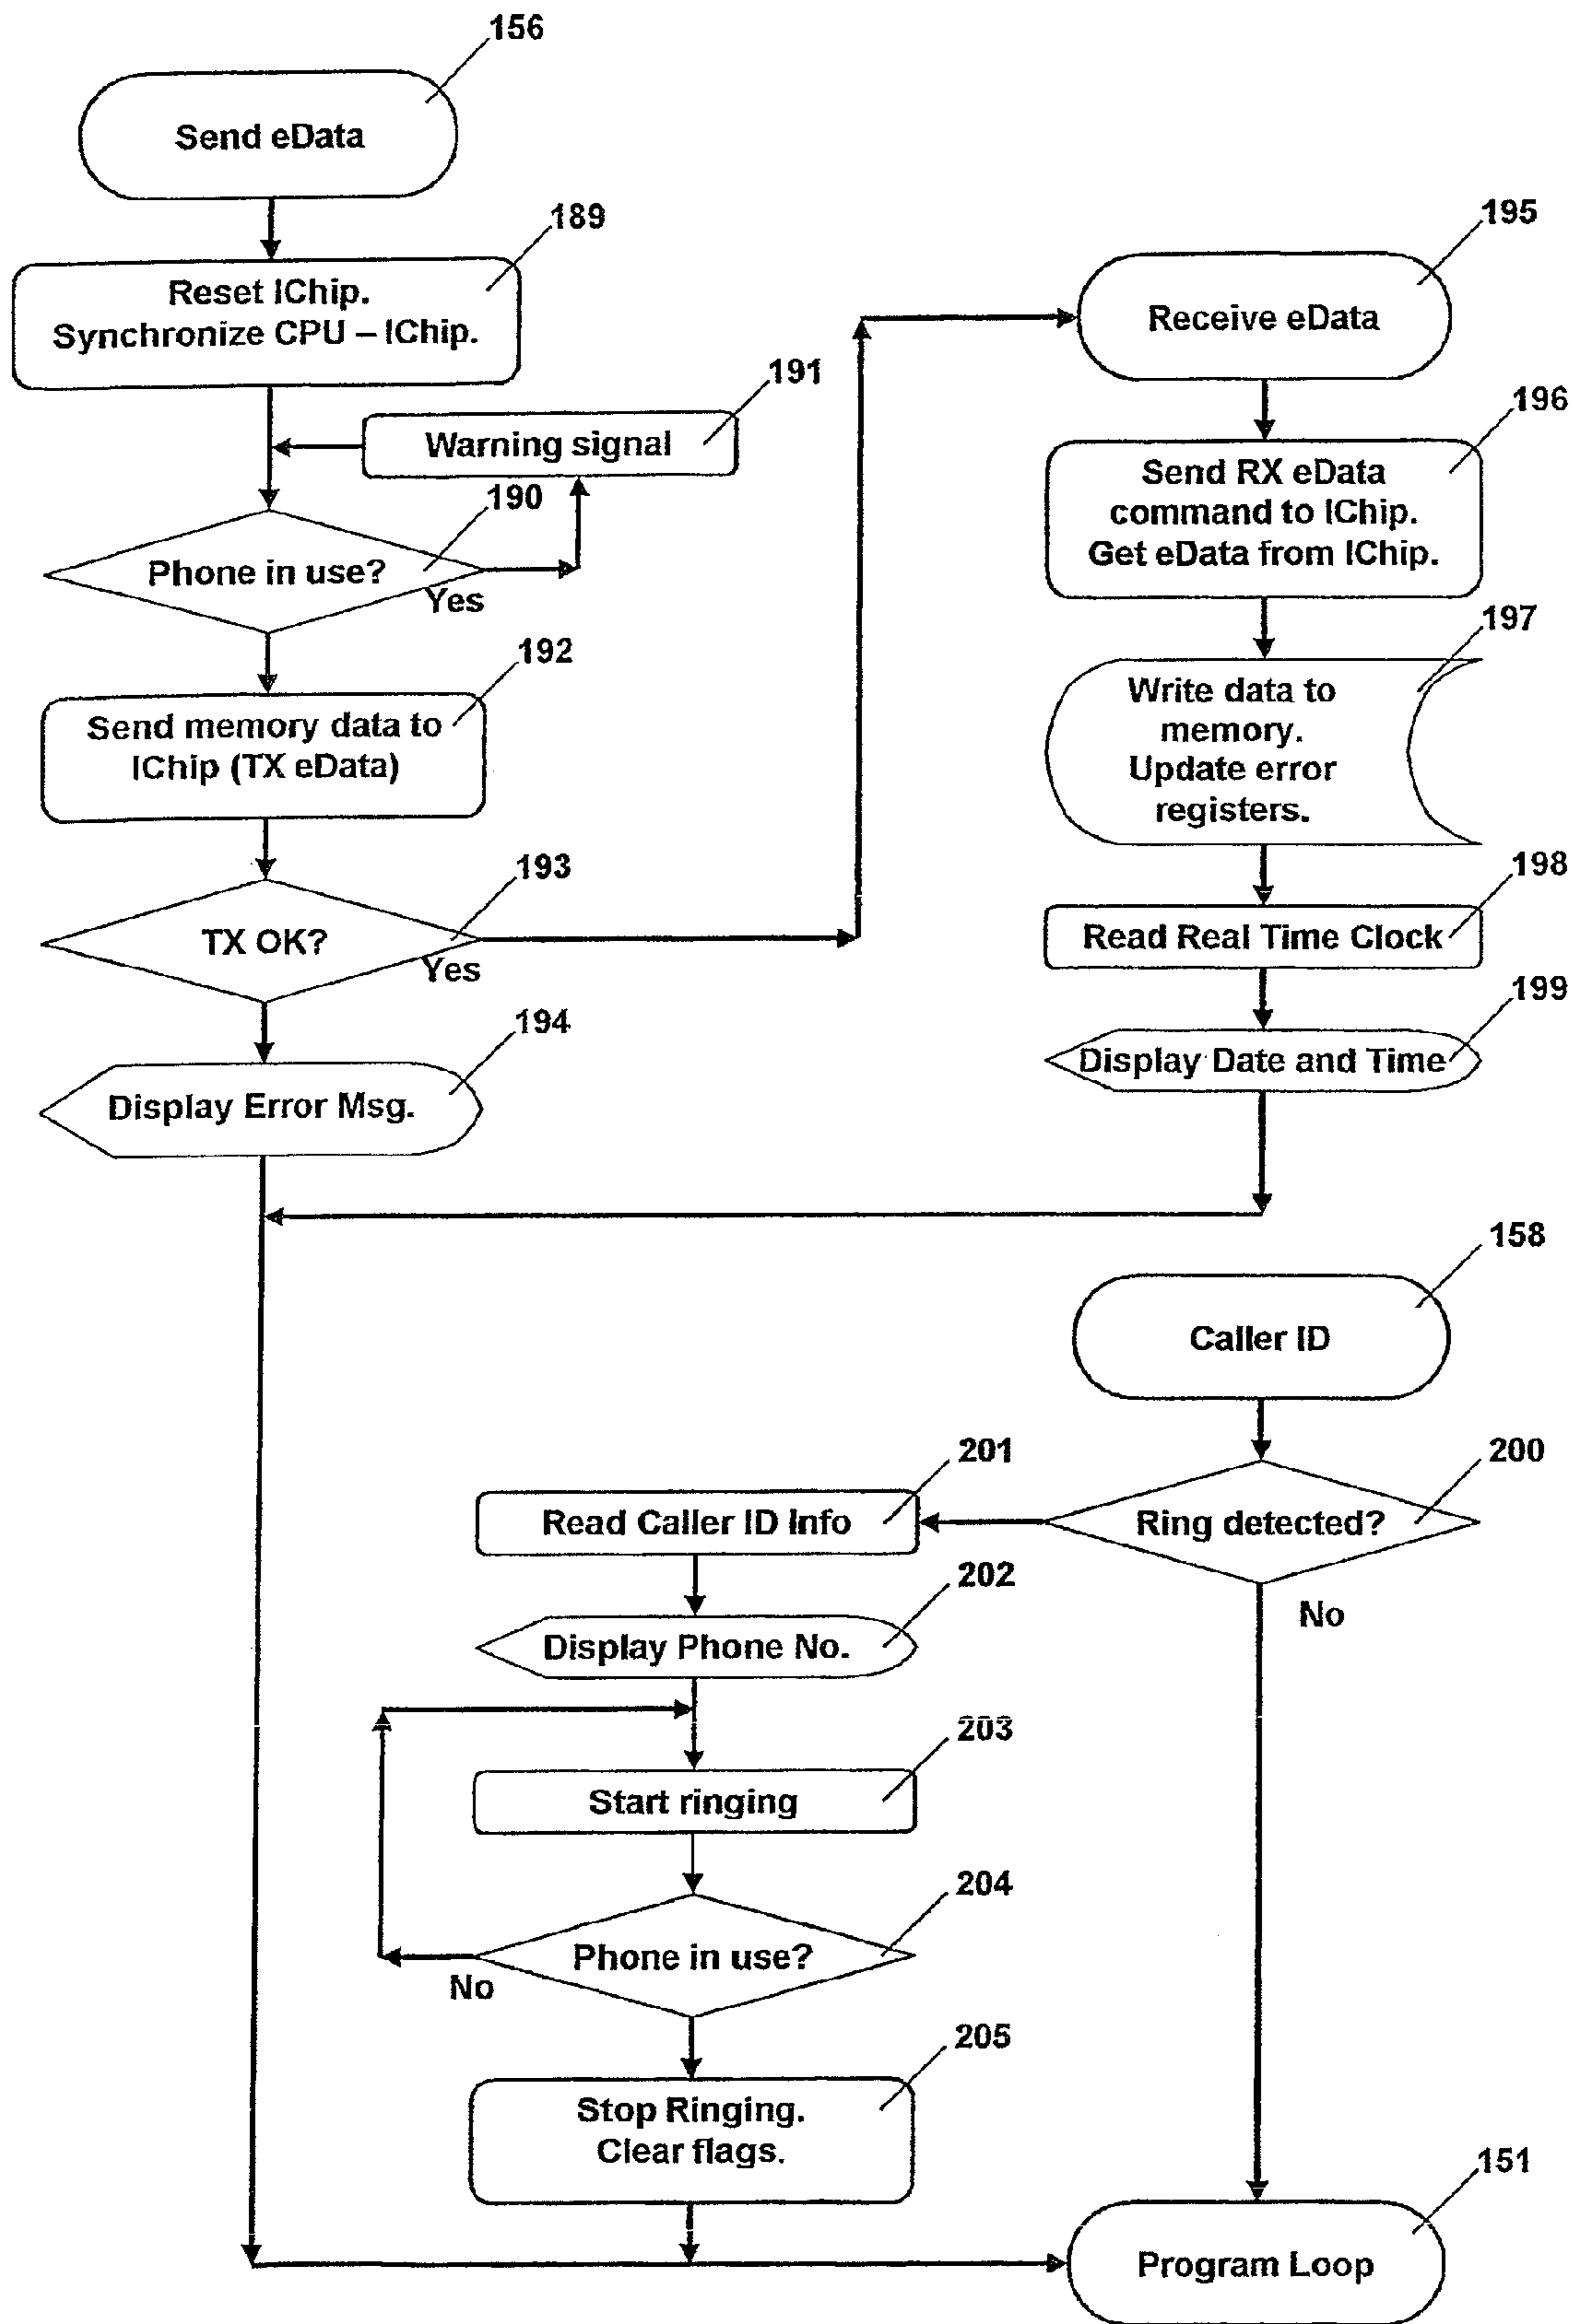 156
Send eData
189
Reset IChip.
Synchronize CPU – IChip.
191
Warning signal
190
Phone in use?
Yes
192
Send memory data to
IChip (TX eData)
193
TX OK?
Yes
194
Display Error Msg.
195
Receive eData
196
Send RX eData
command to IChip.
Get eData from IChip.
197
Write data to
memory.
Update error
registers.
198
Read Real Time Clock
199
Display Date and Time
158
Caller ID
200
Ring detected?
No
201
Read Caller ID Info
202
Display Phone No.
203
Start ringing
204
Phone in use?
No
205
Stop Ringing.
Clear flags.
151
Program Loop